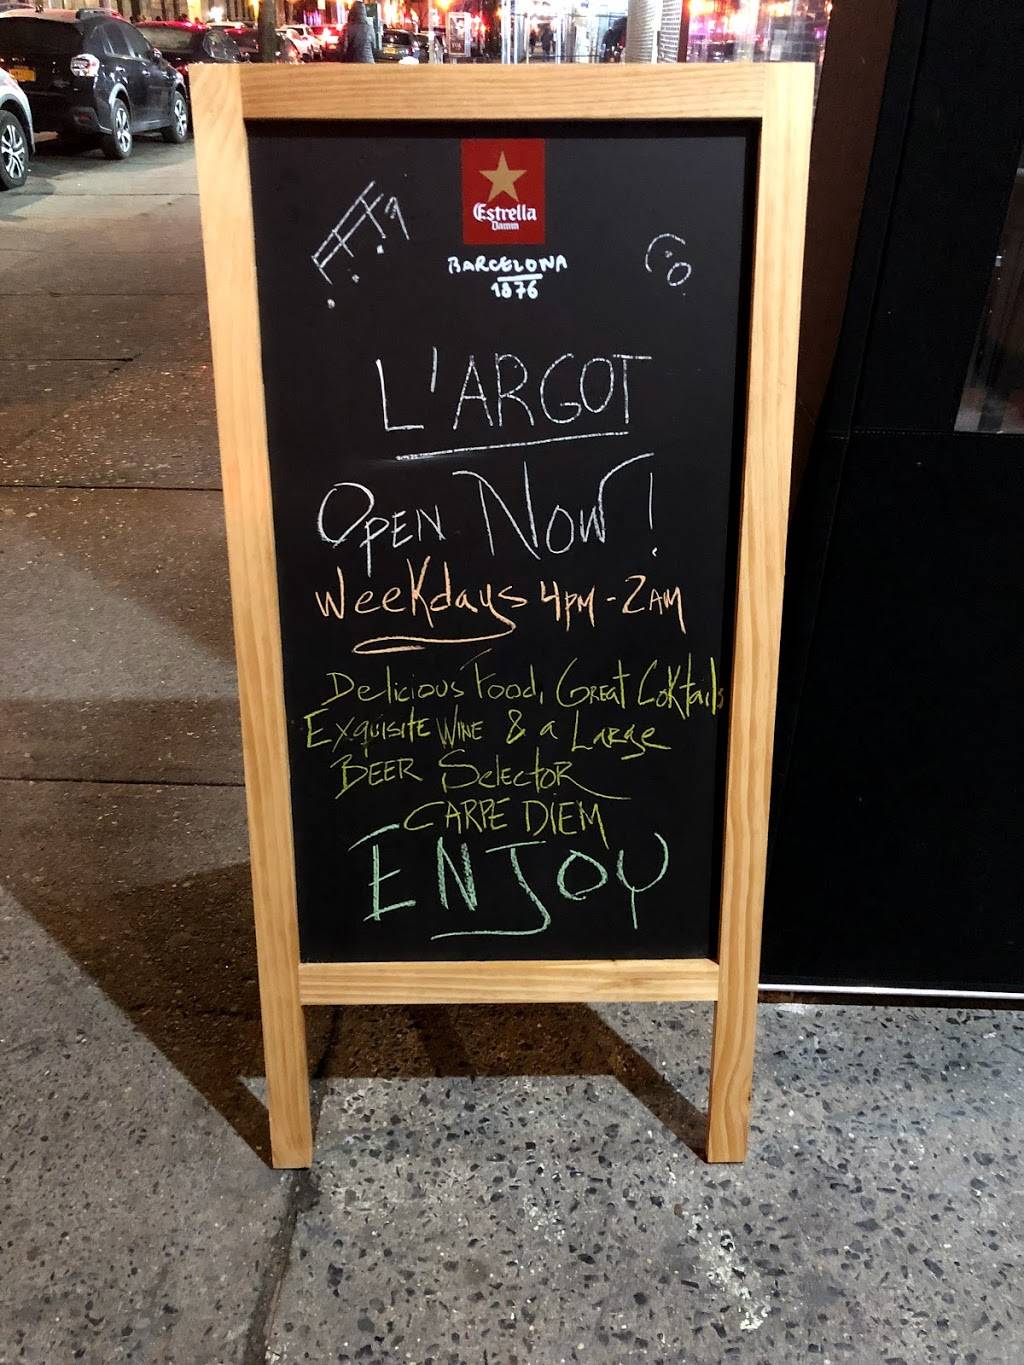 Estrella
Damm
BARCELONA
1876
L'ARGOT
OPEN NOW!
Weekdays 4PM-2AM
Delicious Food, GREAT CoKtails
ExquisitE WINE & a Large
BEER SelectoR
CARPE DIEM
ENJOY